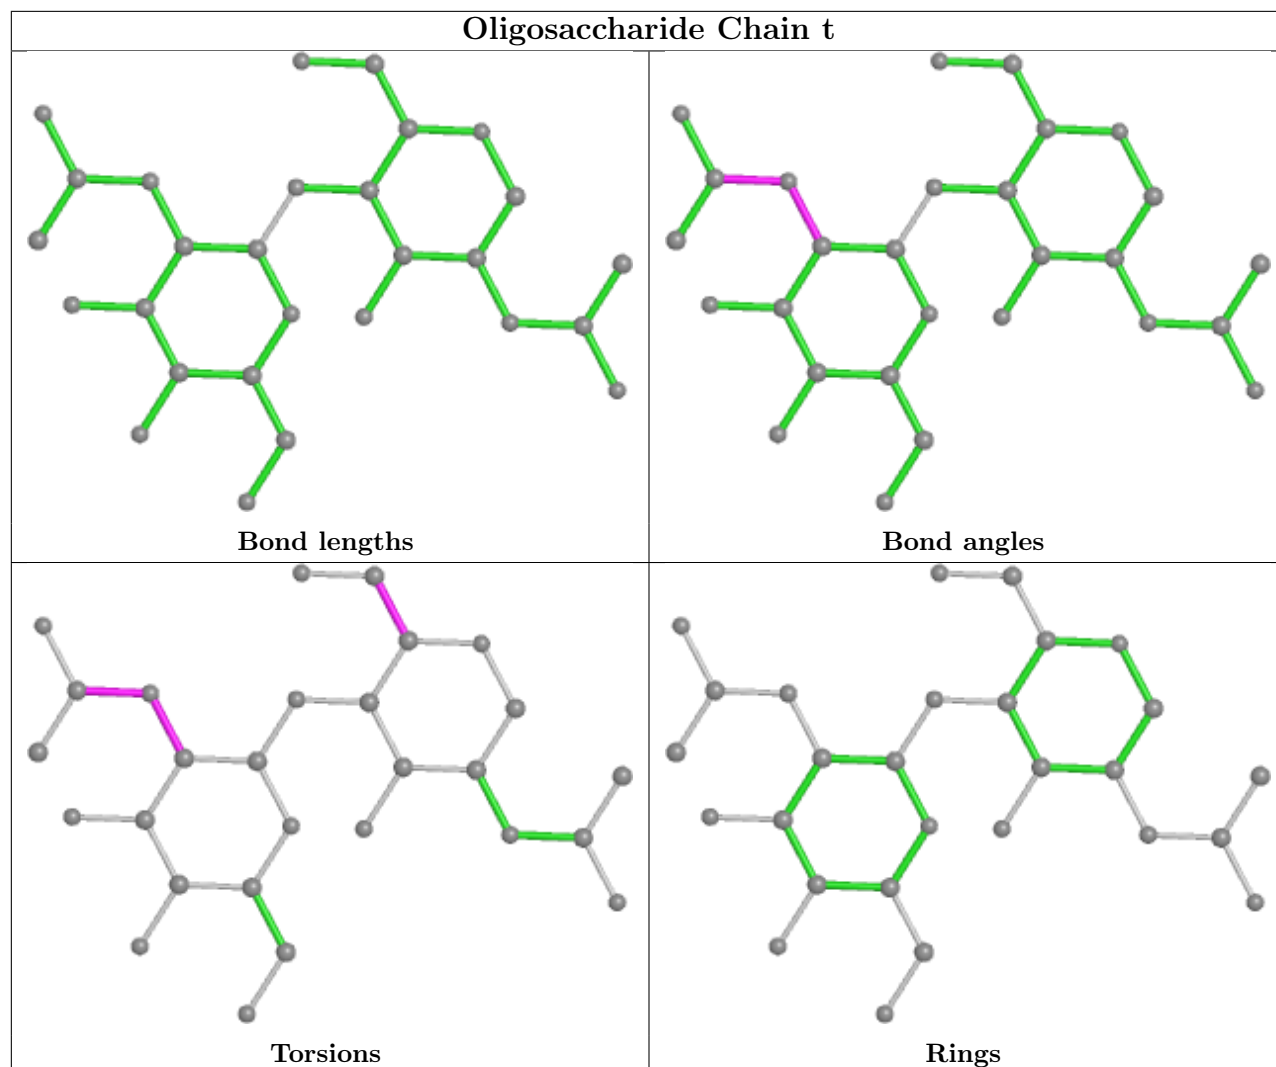 Oligosaccharide Chain t
Bond lengths
Bond angles
Torsions
Rings